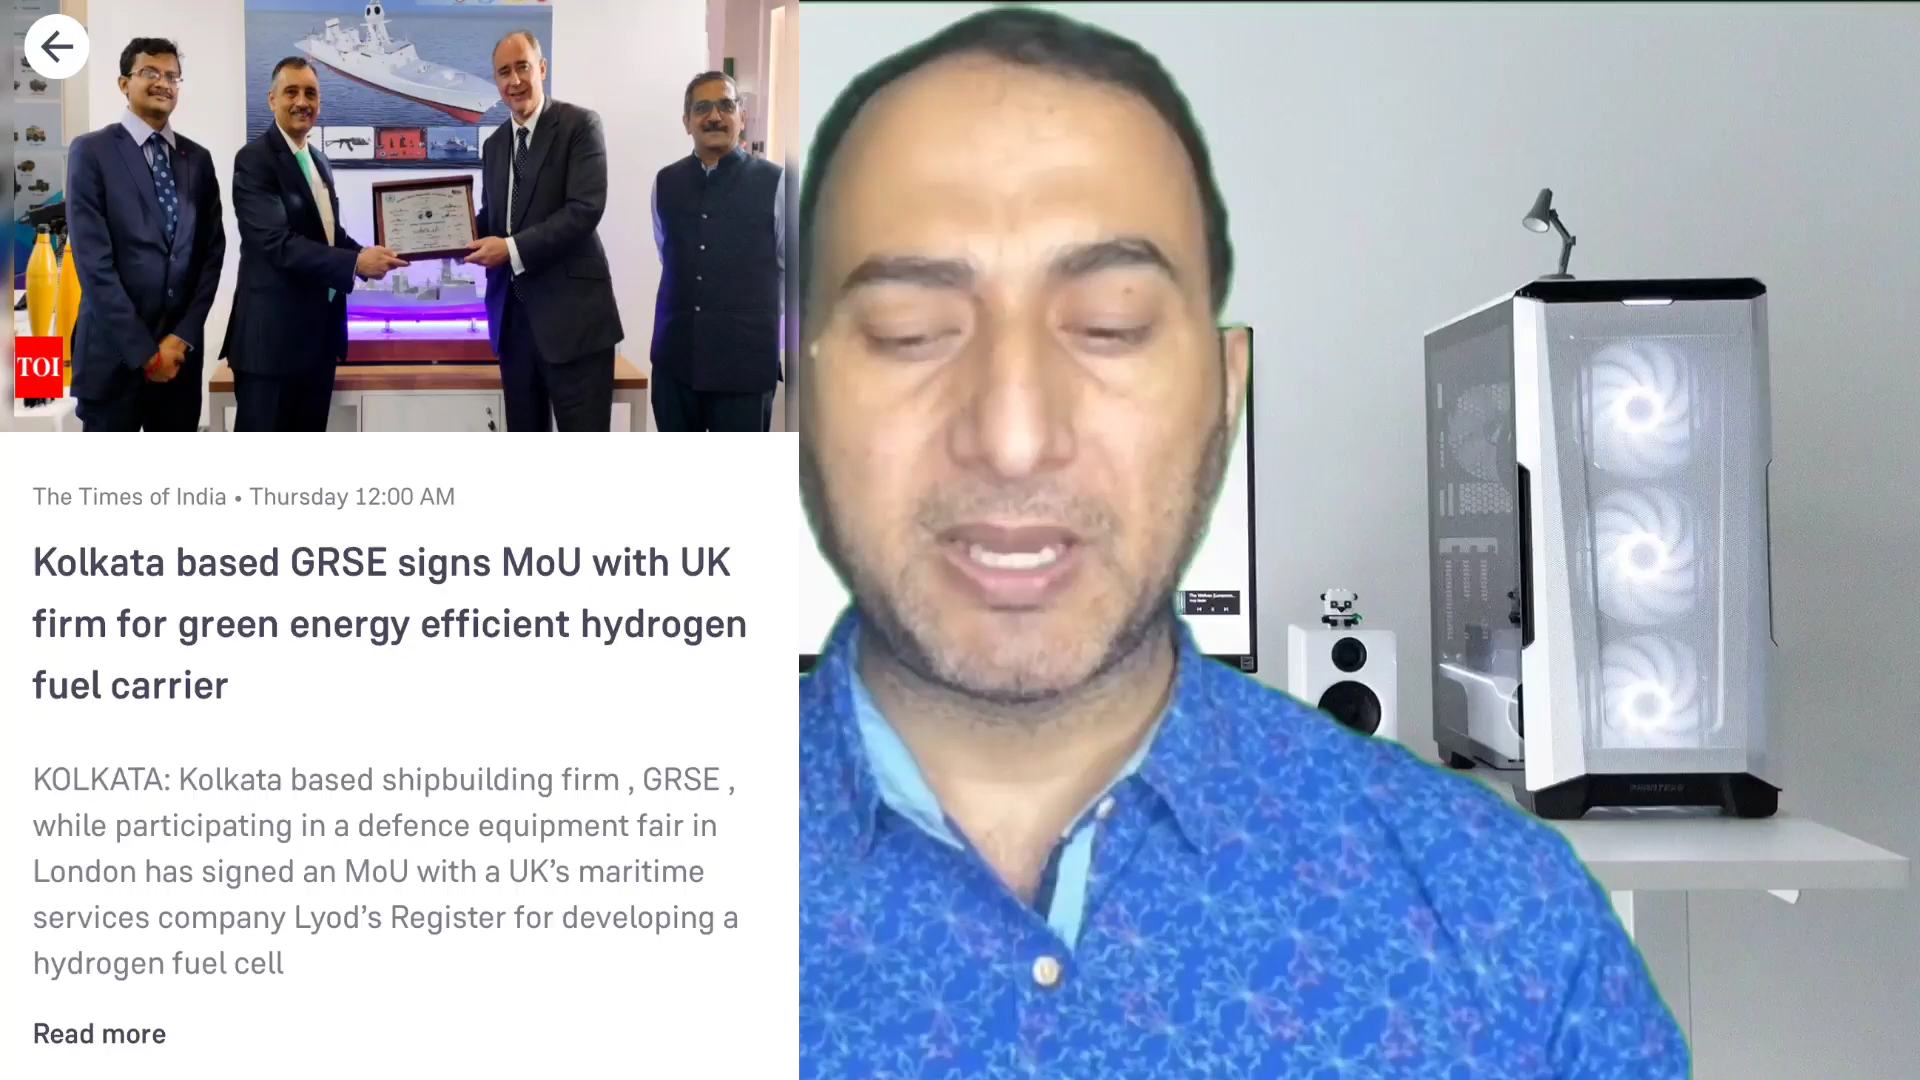 TOI
The Times of India • Thursday 12:00 AM
Kolkata based GRSE signs MoU with UK
firm for green energy efficient hydrogen
fuel carrier
KOLKATA: Kolkata based shipbuilding firm , GRSE ,
while participating in a defence equipment fair in
London has signed an MoU with a UK’s maritime
services company Lyod’s Register for developing a
hydrogen fuel cell
Read more
PHANTEKS